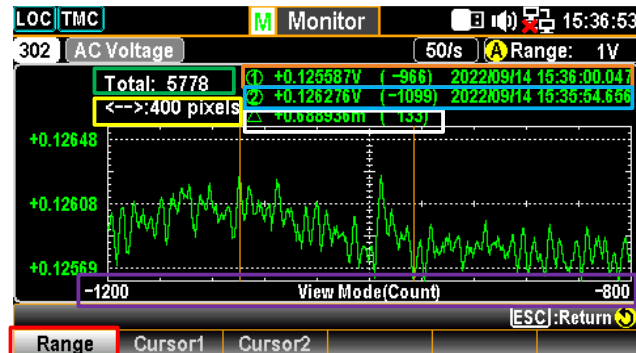 LOC TMC M Monitor 15:36:53
302 AC Voltage 50/s A Range: 1V
Total: 5778
<-->:400 pixels
① +0.125587V (-966) 2022/09/14 15:36:00.047
② +0.126276V (-1099) 2022/09/14 15:35:54.656
△ +0.688936m ( 133)
+0.12648
+0.12608
+0.12569
-1200 View Mode(Count) -800
[ESC]:Return
Range Cursor1 Cursor2